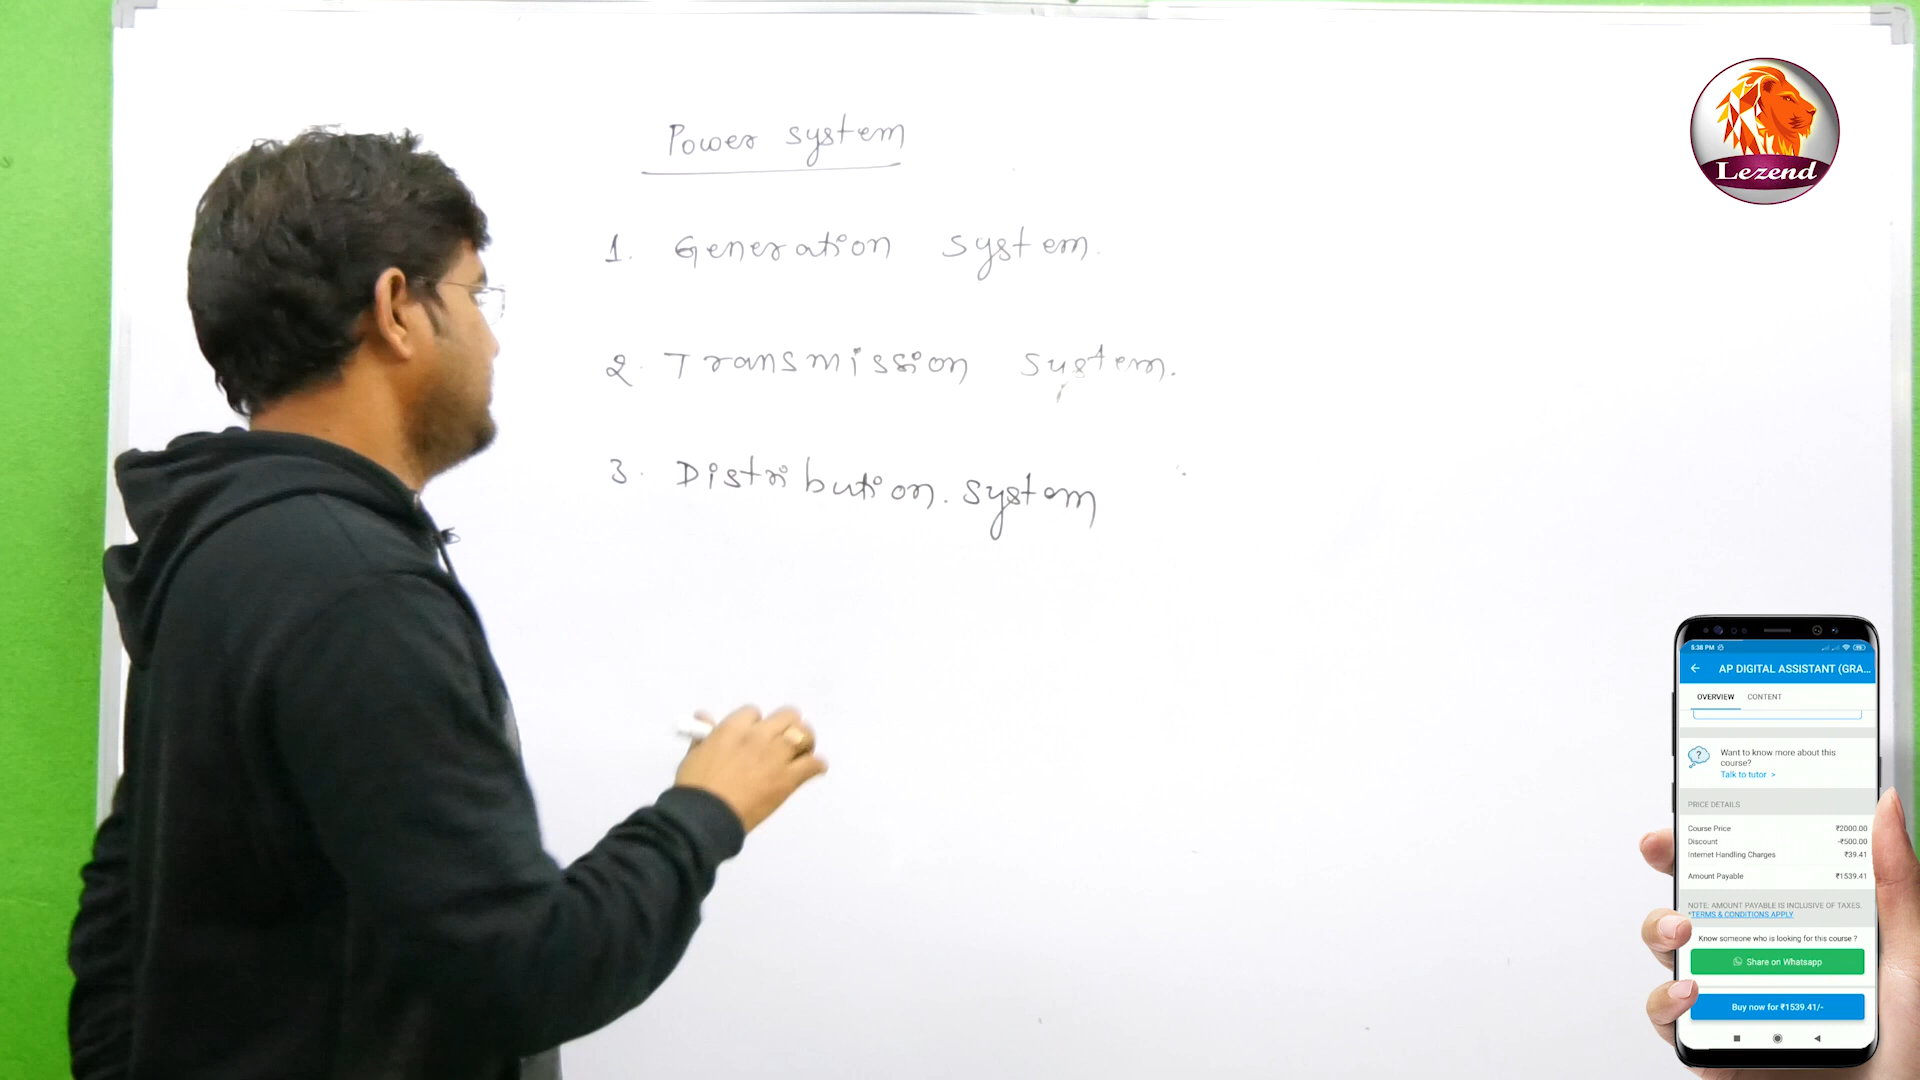 Power system
1. Generation system.
2. Transmission system.
3. Distribution. system
Lezend
5:38 PM
AP DIGITAL ASSISTANT (GRA...
OVERVIEW CONTENT
?
Want to know more about this
course?
Talk to tutor >
PRICE DETAILS
Course Price ₹2000.00
Discount -₹500.00
Internet Handling Charges ₹39.41
Amount Payable ₹1539.41
NOTE: AMOUNT PAYABLE IS INCLUSIVE OF TAXES.
*TERMS & CONDITIONS APPLY
Know someone who is looking for this course ?
Share on Whatsapp
Buy now for ₹1539.41/-